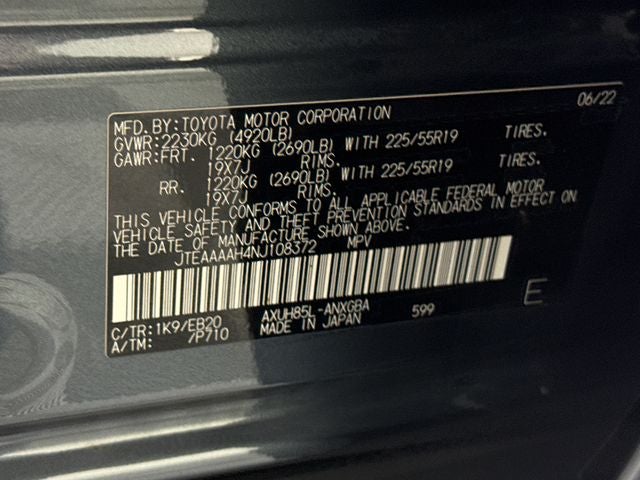 06/22
MFD.BY:TOYOTA MOTOR CORPORATION
GVWR:2230KG (4920LB)
GAWR:FRT. 1220KG (2690LB) WITH 225/55R19 TIRES.
19X7J RIMS.
RR. 1220KG (2690LB) WITH 225/55R19 TIRES.
19X7J RIMS.
THIS VEHICLE CONFORMS TO ALL APPLICABLE FEDERAL MOTOR
VEHICLE SAFETY AND THEFT PREVENTION STANDARDS IN EFFECT ON
THE DATE OF MANUFACTURE SHOWN ABOVE.
JTEAAAAH4NJ108372 MPV
C/TR:1K9/EB20 AXUH85L-ANXGBA 599 E
A/TM: /P710 MADE IN JAPAN